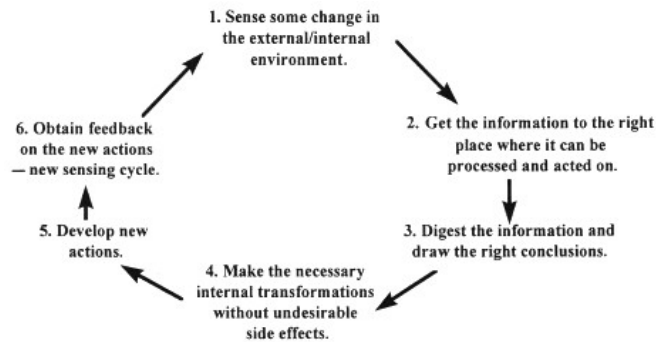 1. Sense some change in
the external/internal
environment.
2. Get the information to the right
place where it can be
processed and acted on.
3. Digest the information and
draw the right conclusions.
4. Make the necessary
internal transformations
without undesirable
side effects.
5. Develop new
actions.
6. Obtain feedback
on the new actions
— new sensing cycle.